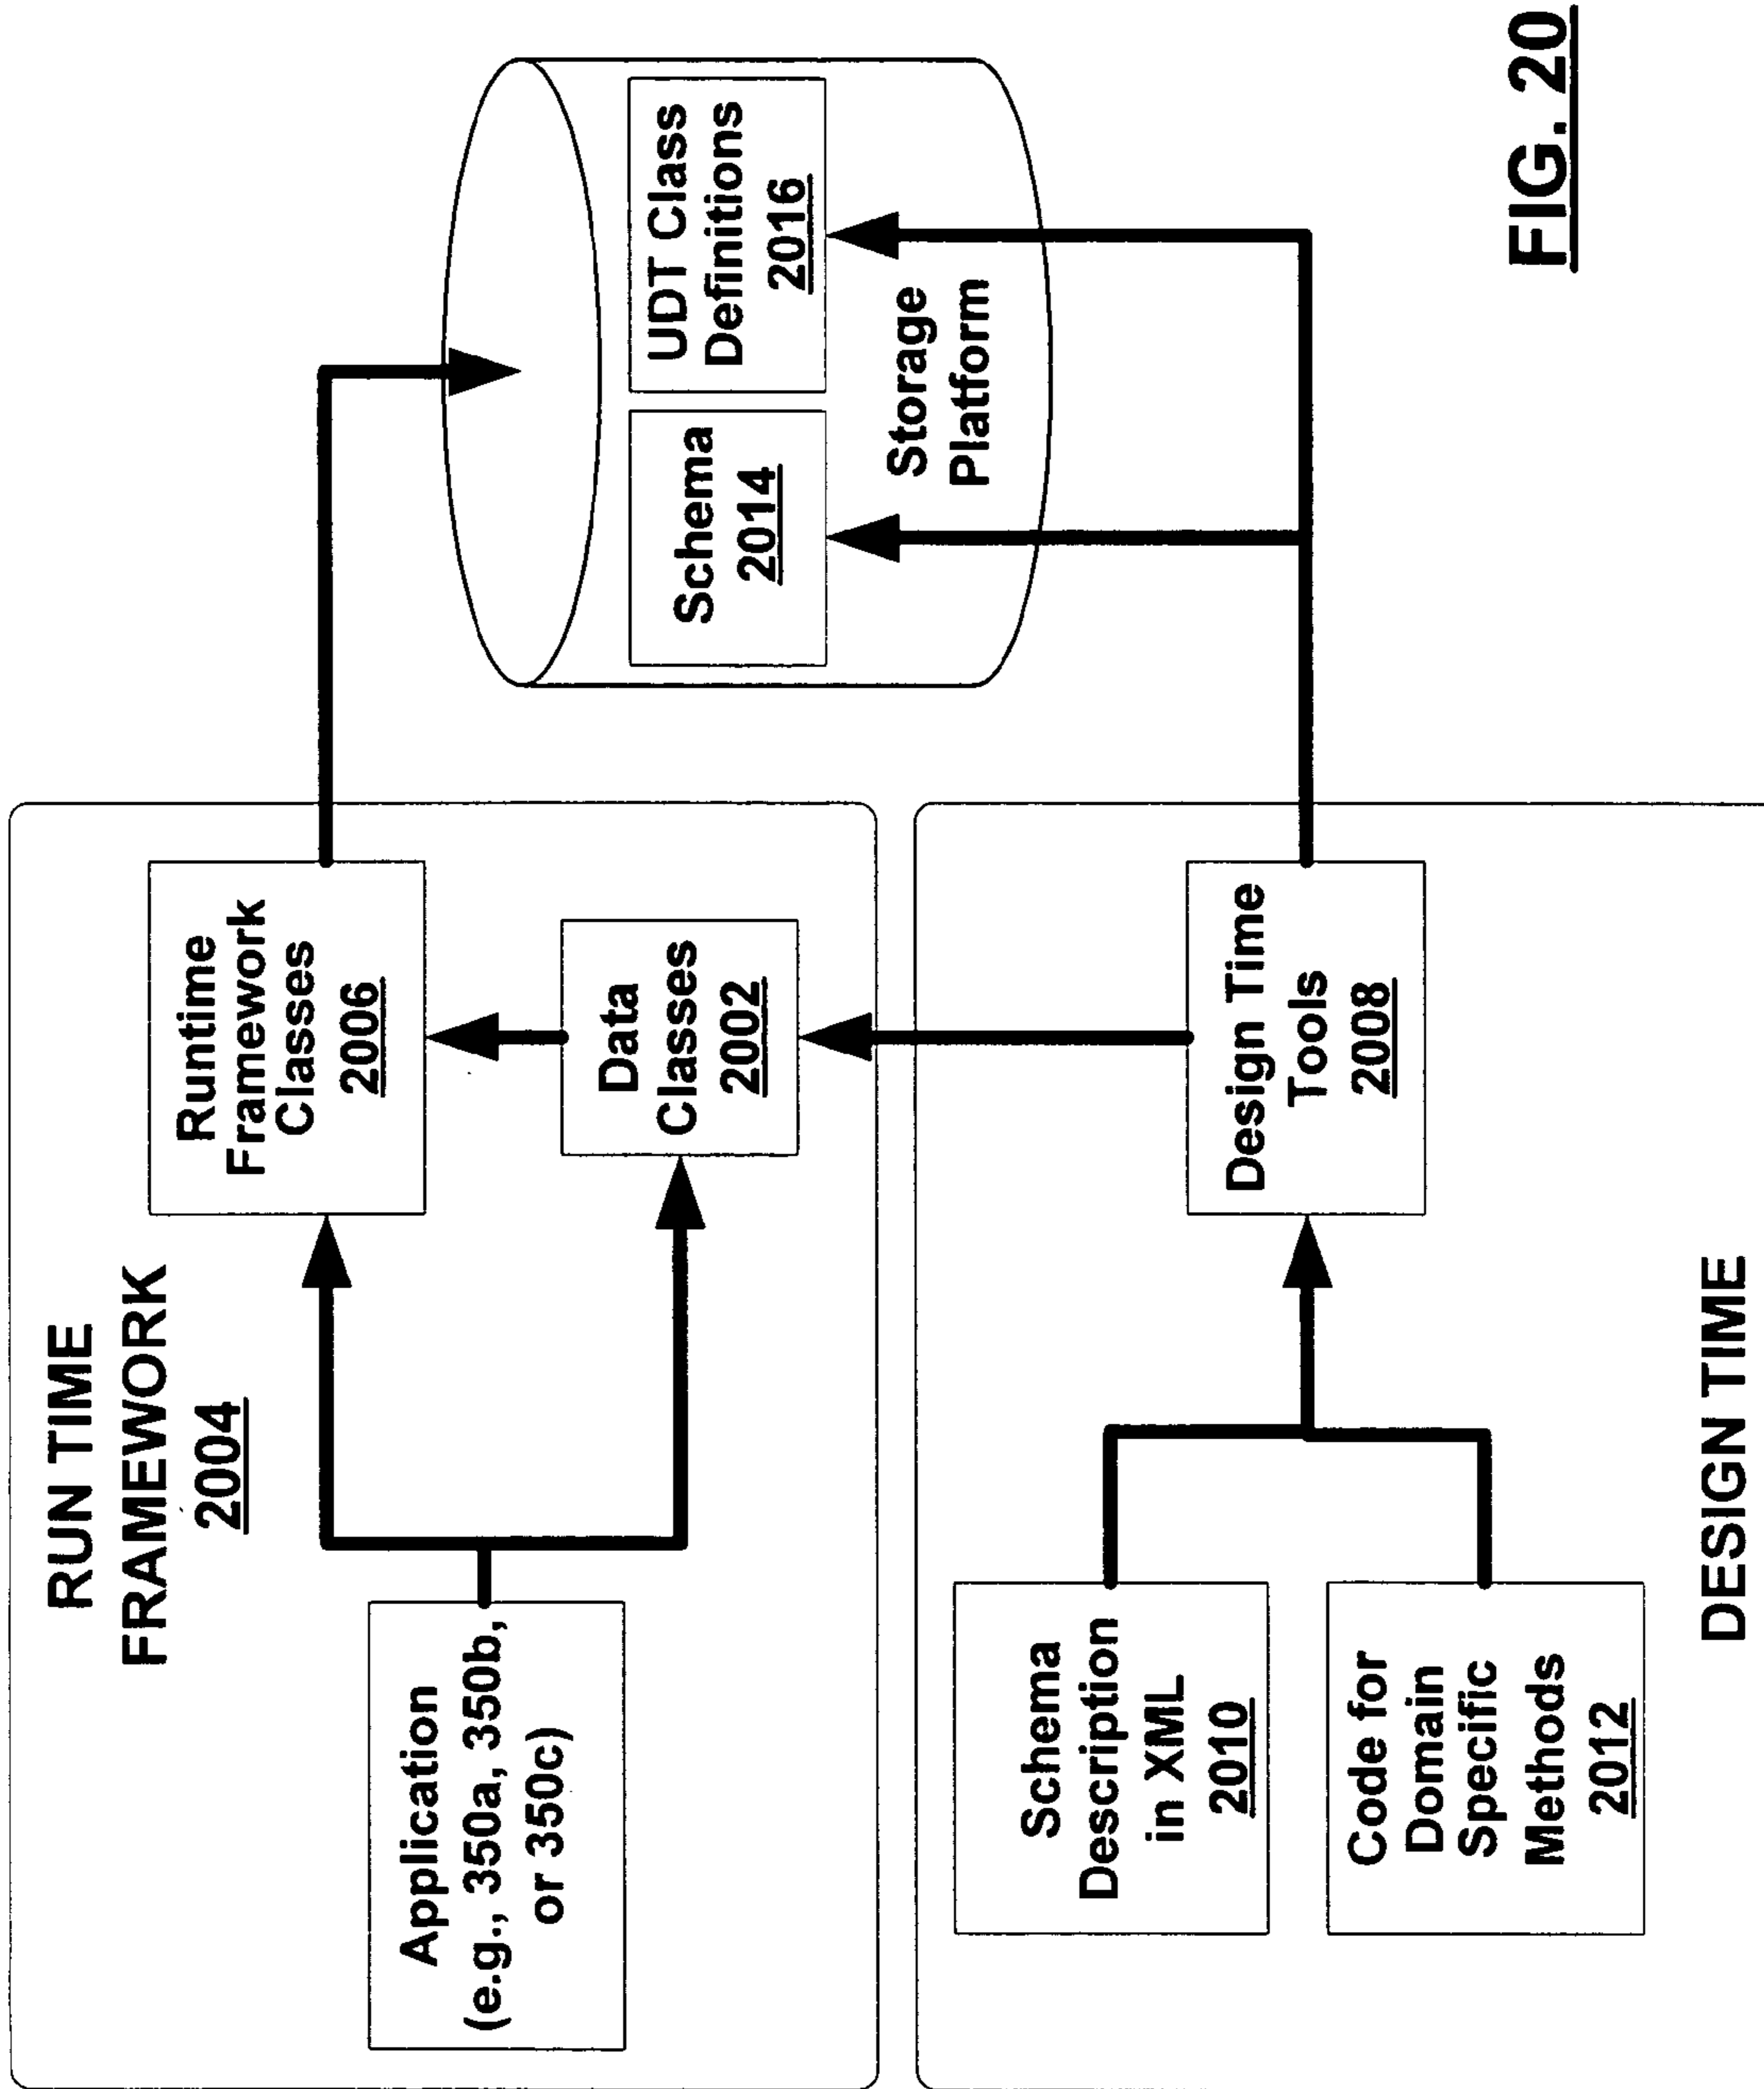 RUN TIME
FRAMEWORK
2004
Application
(e.g., 350a, 350b,
or 350c)
Runtime
Framework
Classes
2006
Data
Classes
2002
Schema
Description
in XML
2010
Code for
Domain
Specific
Methods
2012
Design Time
Tools
2008
DESIGN TIME
Schema
2014
UDT Class
Definitions
2016
Storage
Platform
FIG. 20